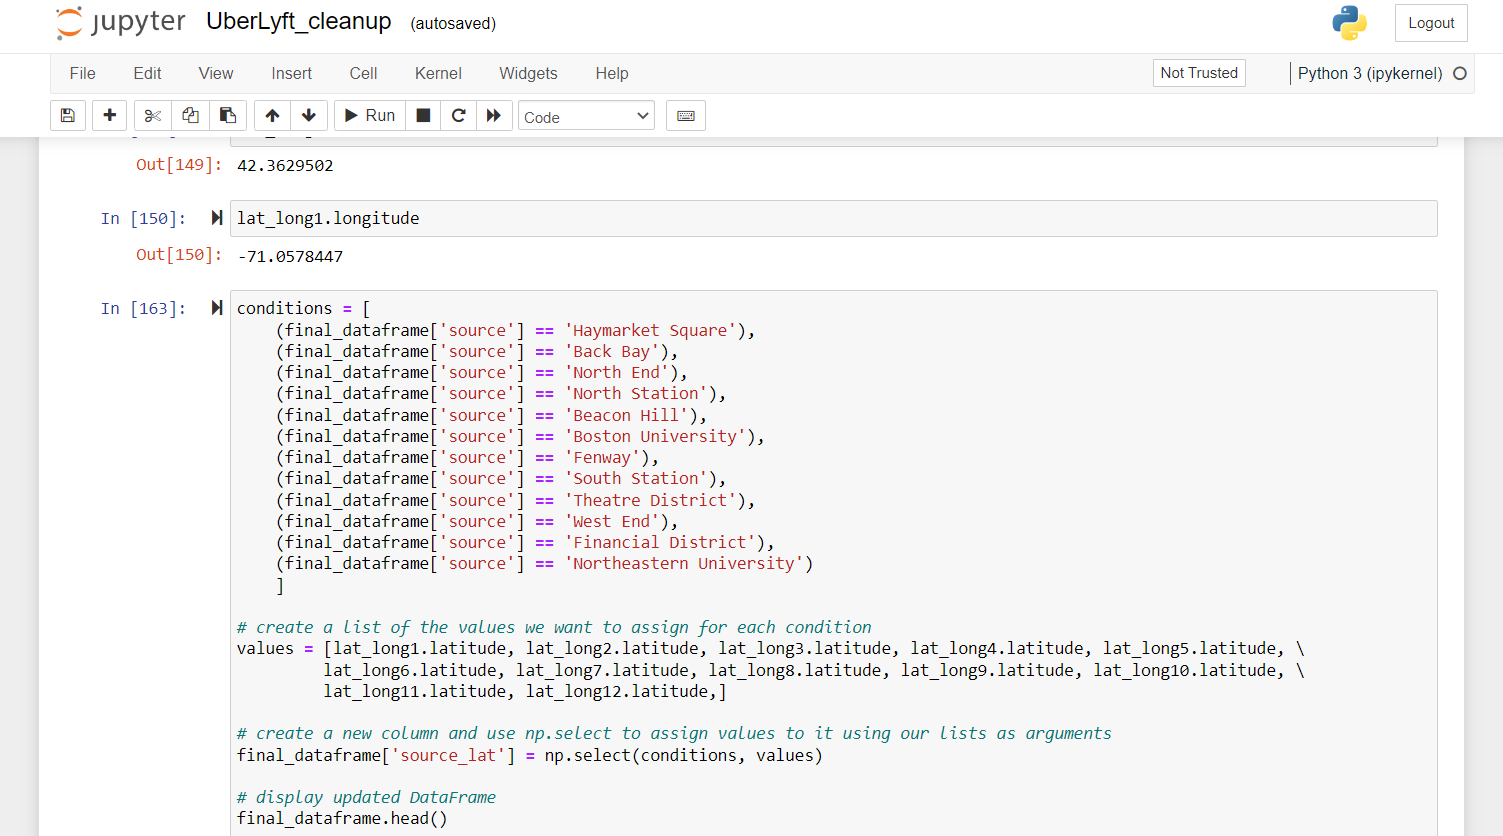 jupyter UberLyft_cleanup (autosaved) Logout
File Edit View Insert Cell Kernel Widgets Help Not Trusted Python 3 (ipykernel)
Run Code
Out[149]: 42.3629502
In [150]: lat_long1.longitude
Out[150]: -71.0578447
In [163]: conditions = [
(final_dataframe['source'] == 'Haymarket Square'),
(final_dataframe['source'] == 'Back Bay'),
(final_dataframe['source'] == 'North End'),
(final_dataframe['source'] == 'North Station'),
(final_dataframe['source'] == 'Beacon Hill'),
(final_dataframe['source'] == 'Boston University'),
(final_dataframe['source'] == 'Fenway'),
(final_dataframe['source'] == 'South Station'),
(final_dataframe['source'] == 'Theatre District'),
(final_dataframe['source'] == 'West End'),
(final_dataframe['source'] == 'Financial District'),
(final_dataframe['source'] == 'Northeastern University')
]
# create a list of the values we want to assign for each condition
values = [lat_long1.latitude, lat_long2.latitude, lat_long3.latitude, lat_long4.latitude, lat_long5.latitude, \
lat_long6.latitude, lat_long7.latitude, lat_long8.latitude, lat_long9.latitude, lat_long10.latitude, \
lat_long11.latitude, lat_long12.latitude,]
# create a new column and use np.select to assign values to it using our lists as arguments
final_dataframe['source_lat'] = np.select(conditions, values)
# display updated DataFrame
final_dataframe.head()